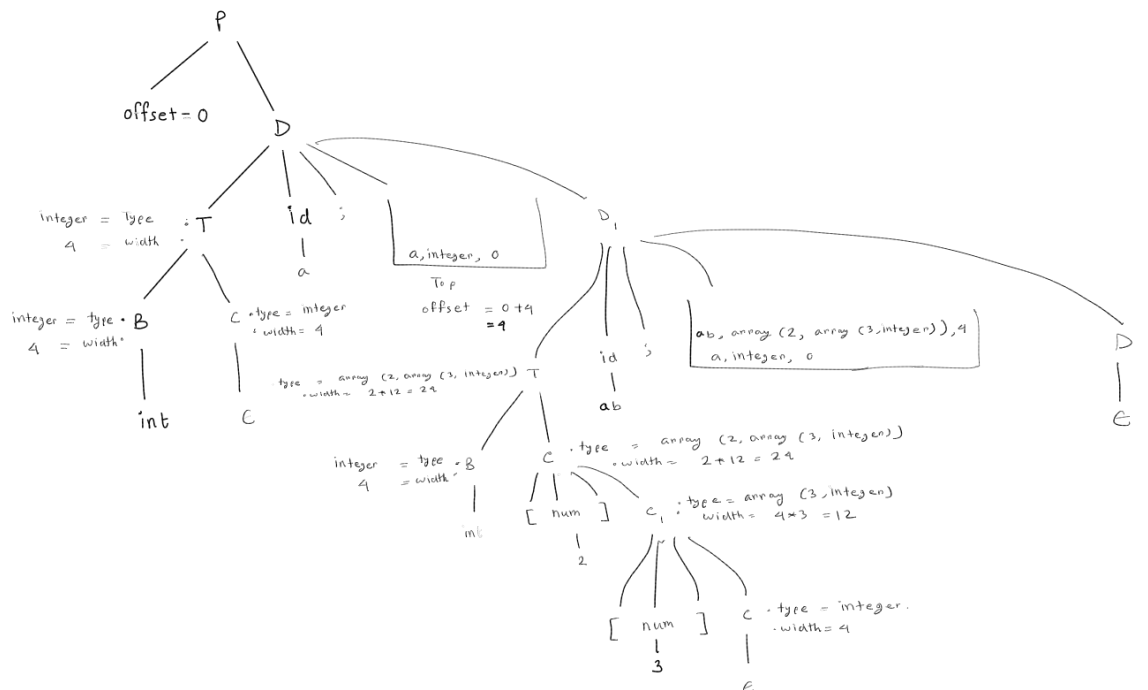 P
offset = 0
D
integer = Type . T
4 = width .
id
;
a
a, integer, 0
Top
offset = 0+4
=4
D1
integer = type . B
4 = width .
C . type = integer
. width = 4
int
ϵ
ab, array (2, array (3, integer)), 4
a, integer, 0
id
;
ab
D
ϵ
. type = array (2, array (3, integer)) T
. width = 2*12 = 24
integer = type . B
4 = width .
int
C . type = array (2, array (3, integer))
. width = 2*12 = 24
[ num ]
2
C1 . type = array (3, integer)
. width = 4*3 = 12
[ num ]
3
C . type = integer.
. width = 4
ϵ